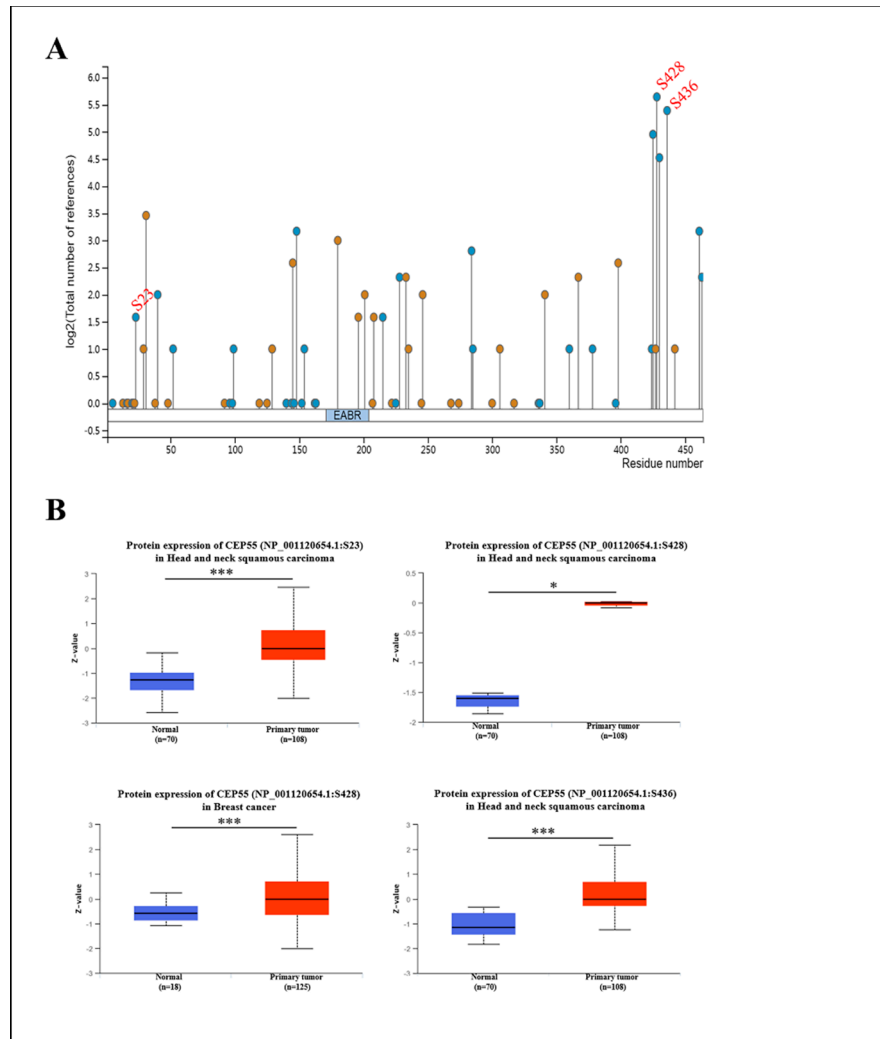 A
S428
S436
S23
log2(Total number of references)
6.0
5.5
5.0
4.5
4.0
3.5
3.0
2.5
2.0
1.5
1.0
0.5
0.0
-0.5
EABR
50
100
150
200
250
300
350
400
450
Residue number
B
Protein expression of CEP55 (NP_001120654.1:S23)
in Head and neck squamous carcinoma
***
Z-value
3
2
1
0
-1
-2
-3
Normal
(n=70)
Primary tumor
(n=108)
Protein expression of CEP55 (NP_001120654.1:S428)
in Head and neck squamous carcinoma
*
Z-value
0.5
0
-0.5
-1
-1.5
-2
Normal
(n=70)
Primary tumor
(n=108)
Protein expression of CEP55 (NP_001120654.1:S428)
in Breast cancer
***
Z-value
3
2
1
0
-1
-2
-3
Normal
(n=18)
Primary tumor
(n=125)
Protein expression of CEP55 (NP_001120654.1:S436)
in Head and neck squamous carcinoma
***
Z-value
3
2
1
0
-1
-2
-3
Normal
(n=70)
Primary tumor
(n=108)